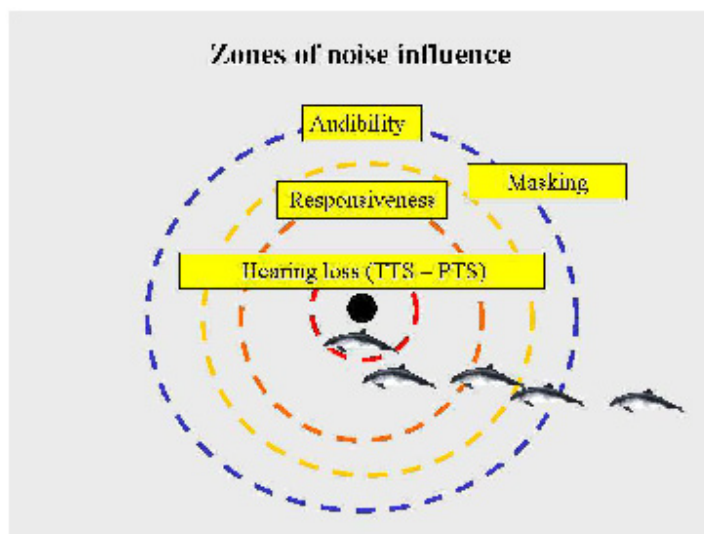 Zones of noise influence
Audibility
Masking
Responsiveness
Hearing loss (TTS – PTS)